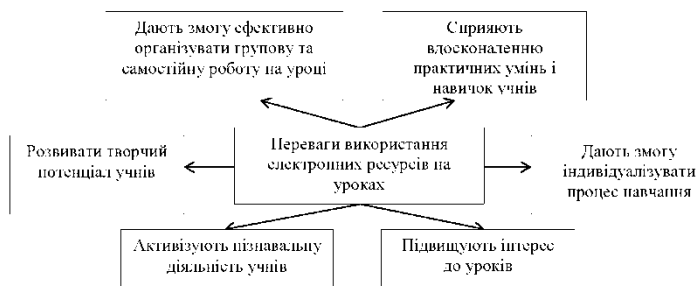 Дають змогу ефективно
організувати групову та
самостійну роботу на уроці
Сприяють
вдосконаленню
практичних умінь і
навичок учнів
Розвивати творчий
потенціал учнів
Переваги використання
електронних ресурсів на
уроках
Дають змогу
індивідуалізувати
процес навчання
Активізують пізнавальну
діяльність учнів
Підвищують інтерес
до уроків